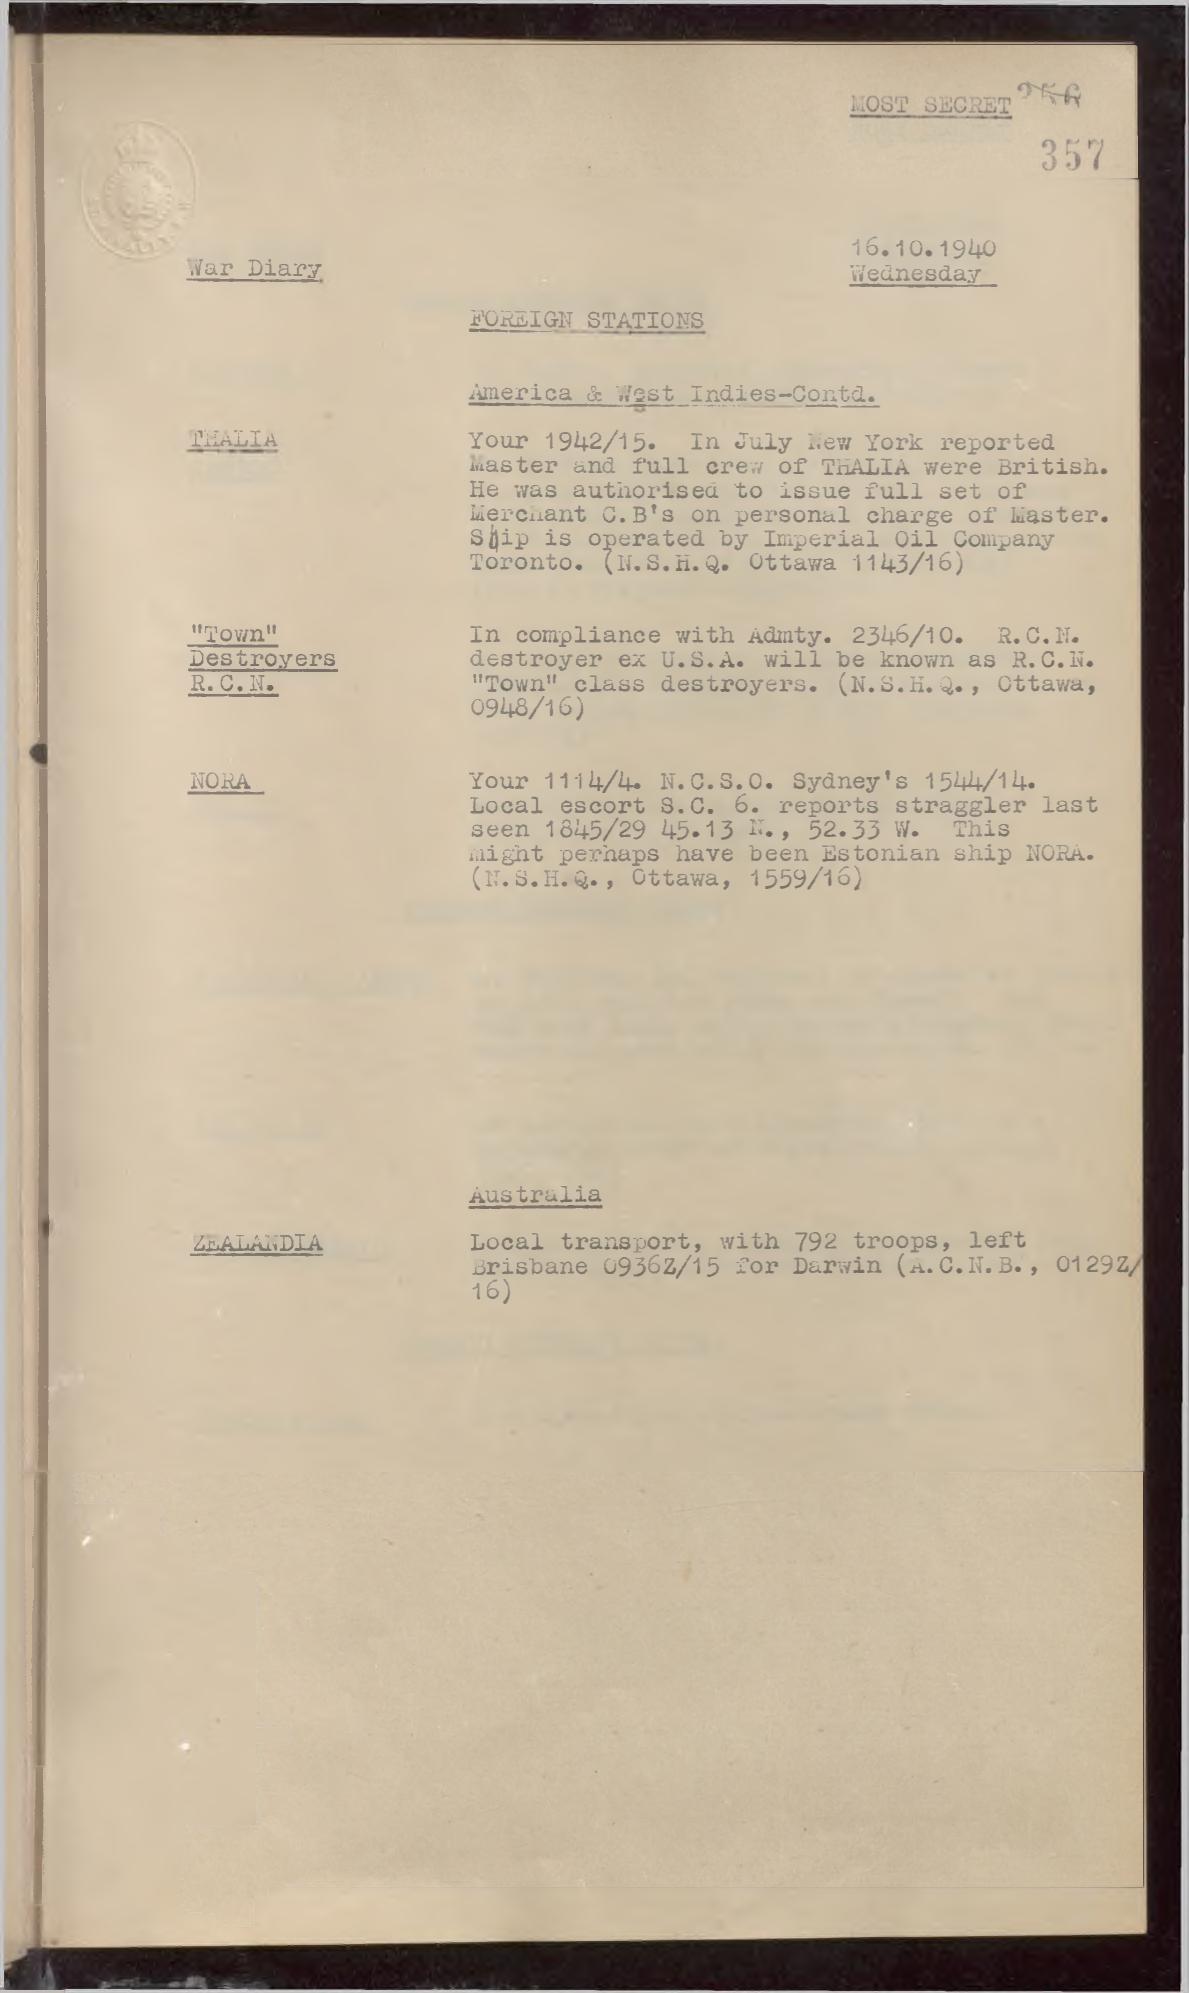 MOST SECRET
357
16.10.1940
War Diary
Wednesday
FOREIGN STATIONS
America & West Indies-Contd.
THALIA
Your 1942/15. In July New York reported
Master and full crew of THALIA were British.
He was authorised to issue full set of
Merchant C.B's on personal charge of Master.
Ship is operated by Imperial Oil Company
Toronto. (N.S.H.Q. Ottawa 1143/16)
"Town"
Destroyers
R.C.N.
In compliance with Admty. 2346/10. R.C.N.
destroyer ex U.S.A. will be known as R.C.N.
"Town" class destroyers. (N.S.H.Q., Ottawa,
0948/16)
NORA
Your 1114/4. N.C.S.O. Sydney's 1544/14.
Local escort S.C. 6. reports straggler last
seen 1845/29 45.13 N., 52.33 W. This
might perhaps have been Estonian ship NORA.
(N.S.H.Q., Ottawa, 1559/16)
Australia
ZEALANDIA
Local transport, with 792 troops, left
Brisbane 0936Z/15 for Darwin (A.C.N.B., 0129Z/
16)